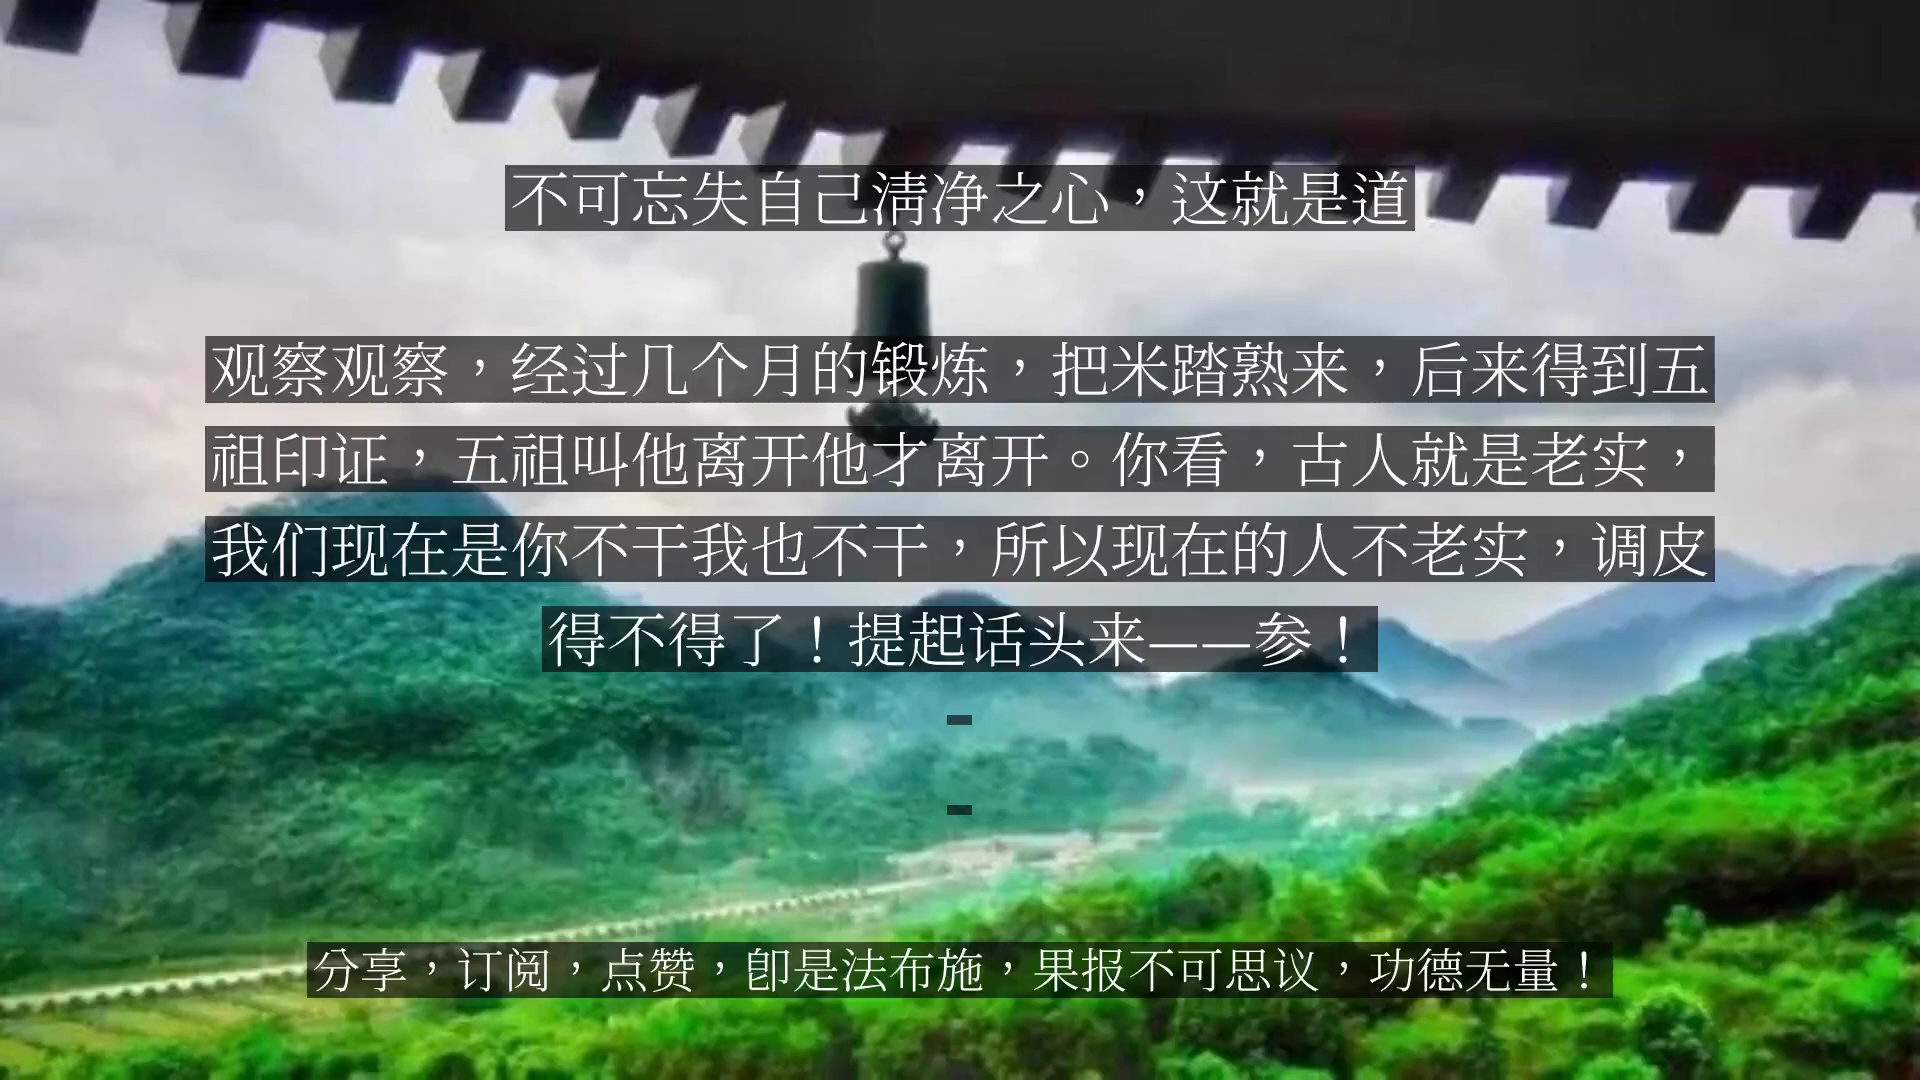 不可忘失自己淸净之心，这就是道
观察观察，经过几个月的锻炼，把米踏熟来，后来得到五
祖印证，五祖叫他离开他才离开。你看，古人就是老实，
我们现在是你不干我也不干，所以现在的人不老实，调皮
得不得了！提起话头来——参！
-
-
分享，订阅，点赞，卽是法布施，果报不可思议，功德无量！